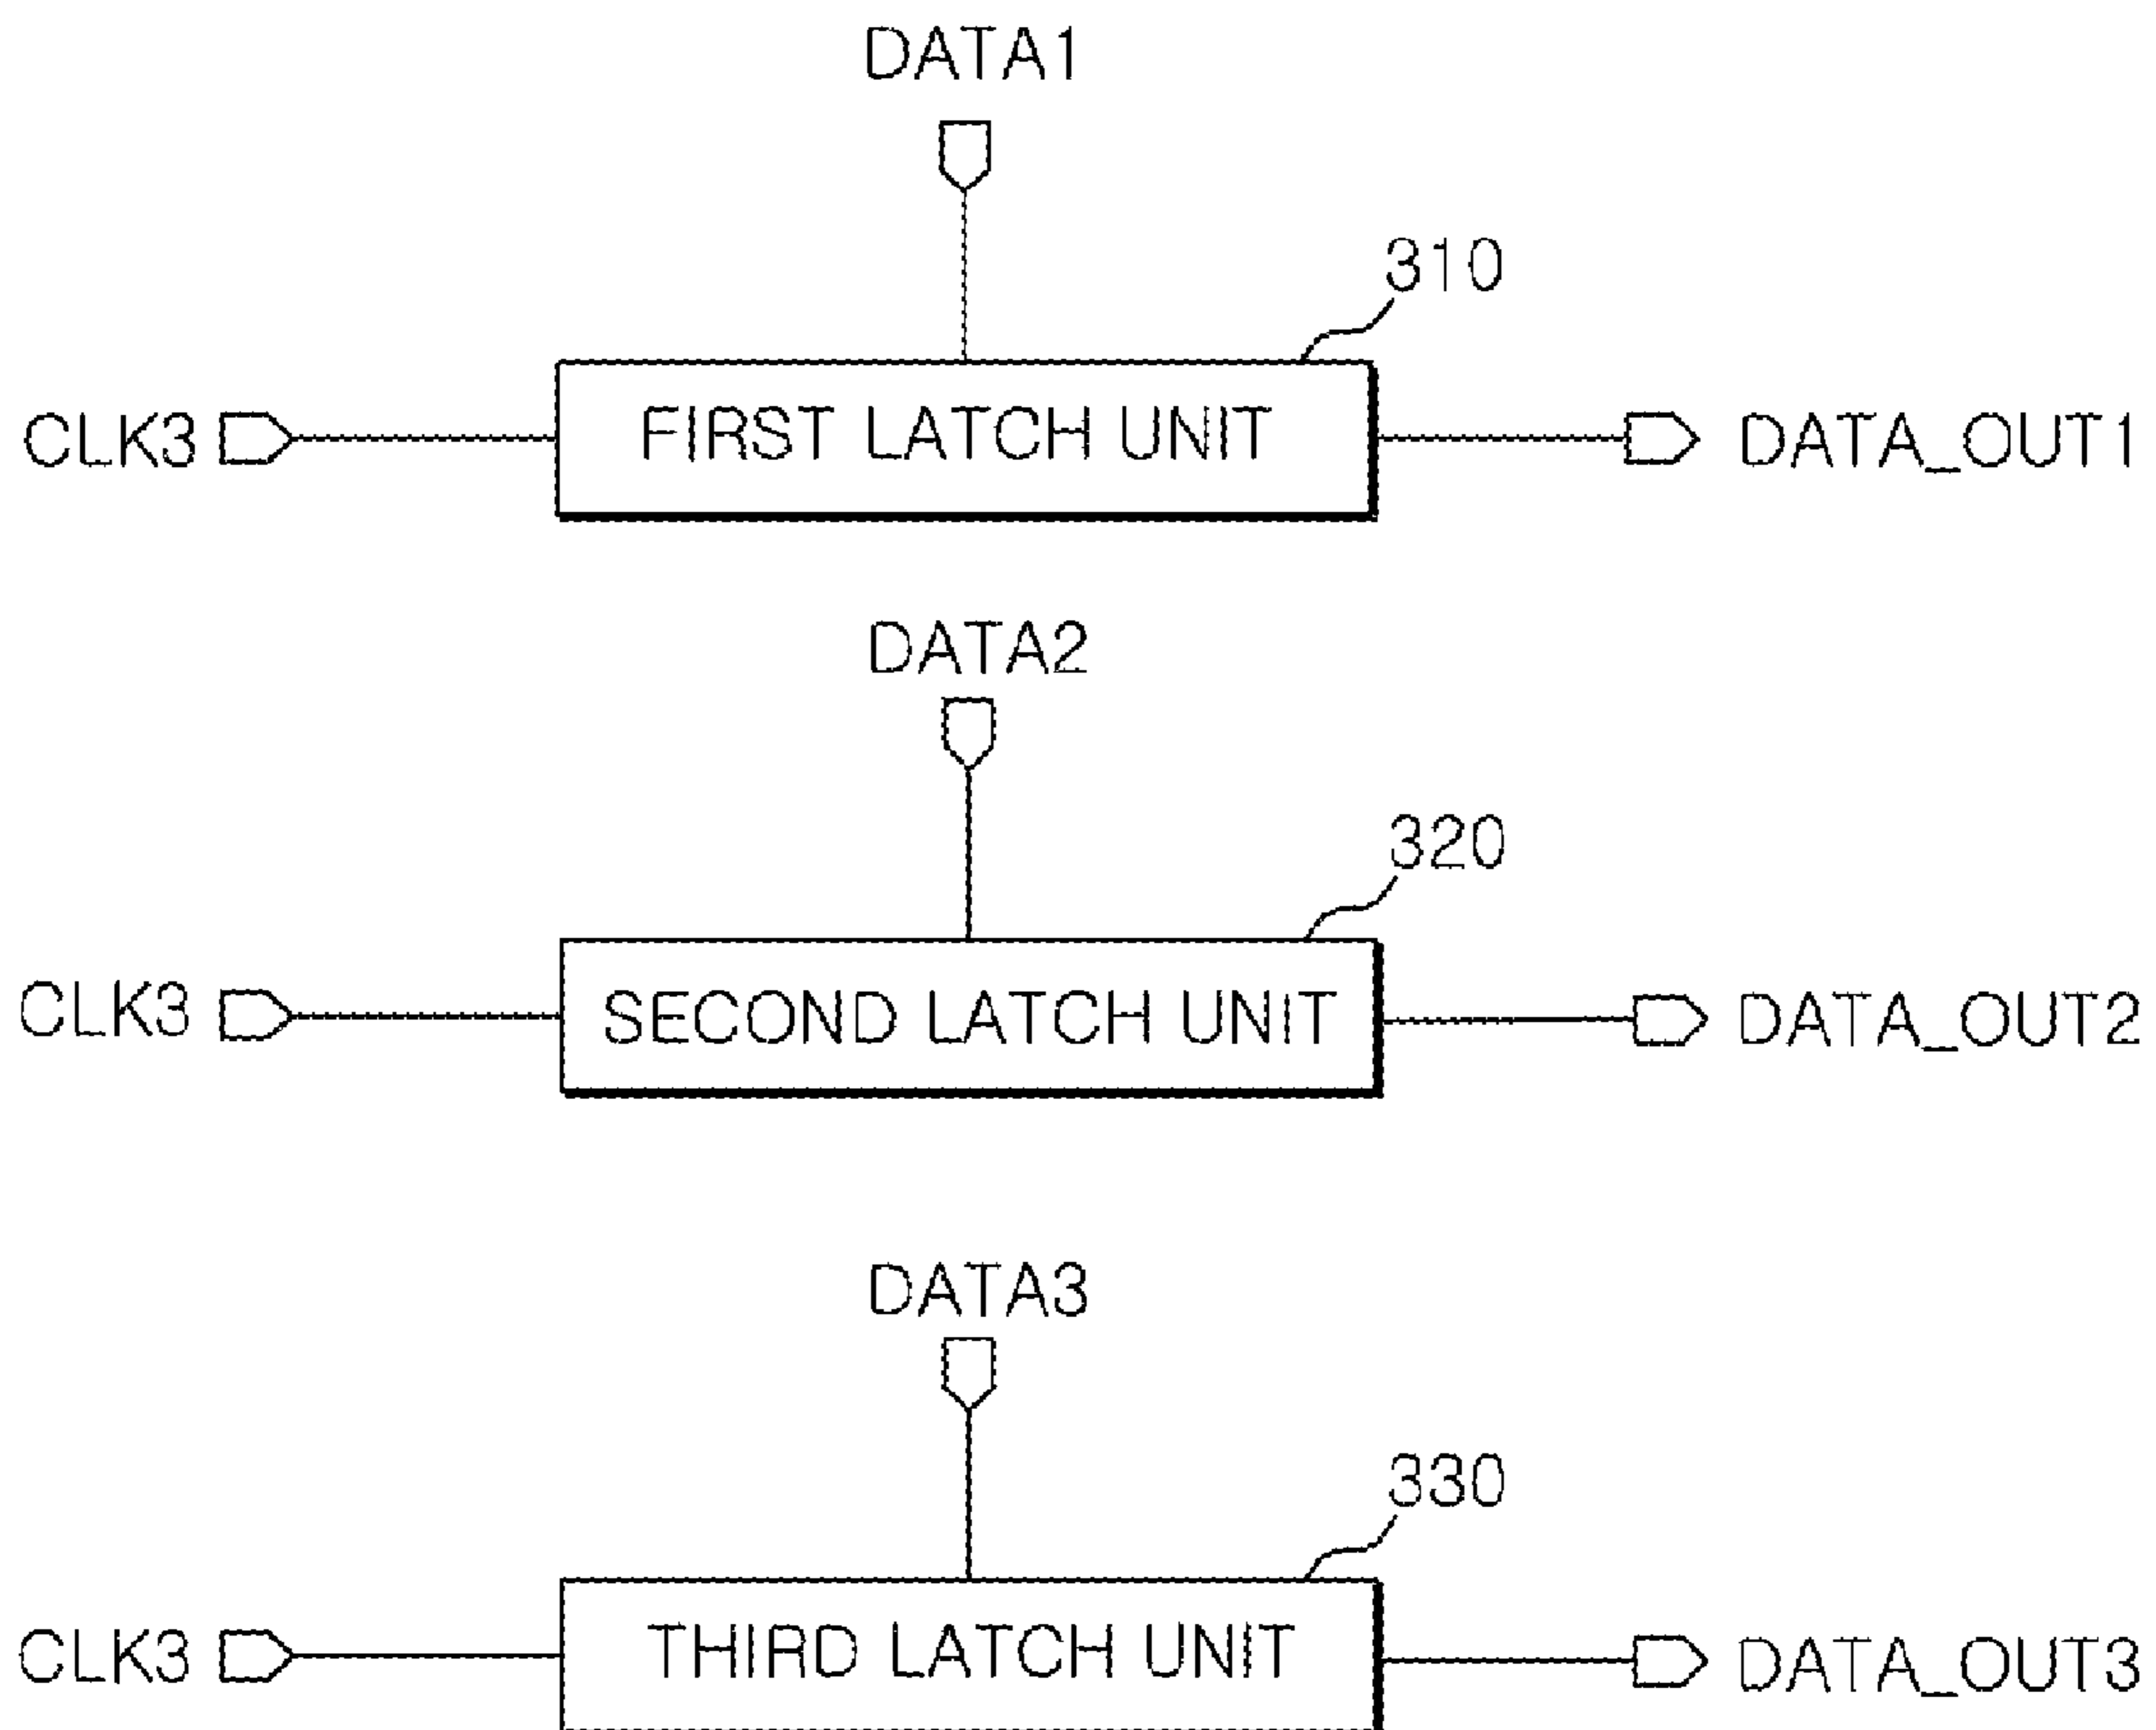 DATA1
310
CLK3 FIRST LATCH UNIT DATA_OUT1
DATA2
320
CLK3 SECOND LATCH UNIT DATA_OUT2
DATA3
330
CLK3 THIRD LATCH UNIT DATA_OUT3